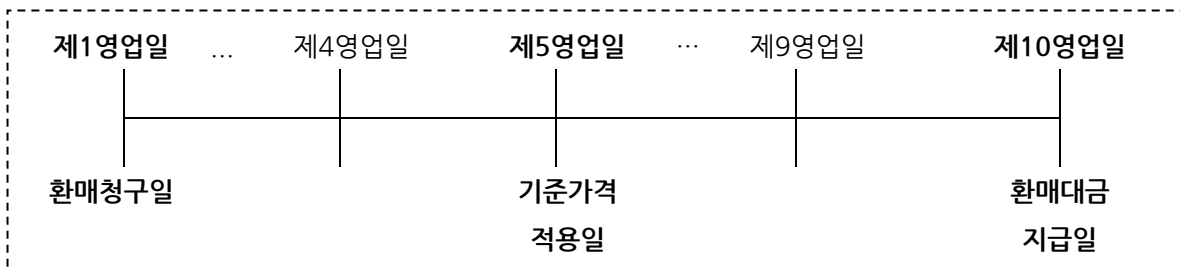 제1영업일 … 제4영업일 제5영업일 … 제9영업일 제10영업일
환매청구일 기준가격 환매대금
적용일 지급일